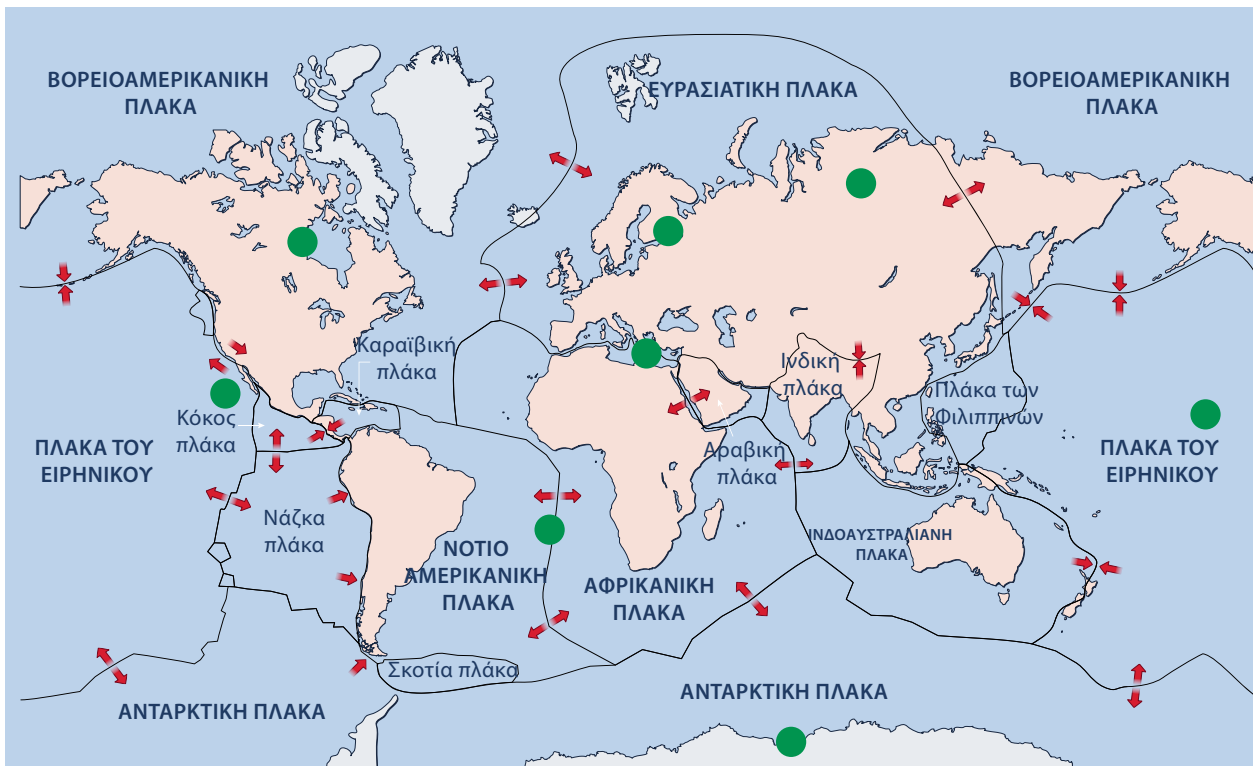 ΒΟΡΕΙΟΑΜΕΡΙΚΑΝΙΚΗ
ΠΛΑΚΑ
ΕΥΡΑΣΙΑΤΙΚΗ ΠΛΑΚΑ
ΒΟΡΕΙΟΑΜΕΡΙΚΑΝΙΚΗ
ΠΛΑΚΑ
Καραϊβική
πλάκα
Ινδική
πλάκα
Πλάκα των
Φιλιππινών
Κόκος
πλάκα
Αραβική
πλάκα
ΠΛΑΚΑ ΤΟΥ
ΕΙΡΗΝΙΚΟΥ
ΠΛΑΚΑ ΤΟΥ
ΕΙΡΗΝΙΚΟΥ
Νάζκα
πλάκα
ΝΟΤΙΟ
ΑΜΕΡΙΚΑΝΙΚΗ
ΠΛΑΚΑ
ΑΦΡΙΚΑΝΙΚΗ
ΠΛΑΚΑ
ΙΝΔΟΑΥΣΤΡΑΛΙΑΝΗ
ΠΛΑΚΑ
Σκοτία πλάκα
ΑΝΤΑΡΚΤΙΚΗ ΠΛΑΚΑ
ΑΝΤΑΡΚΤΙΚΗ ΠΛΑΚΑ